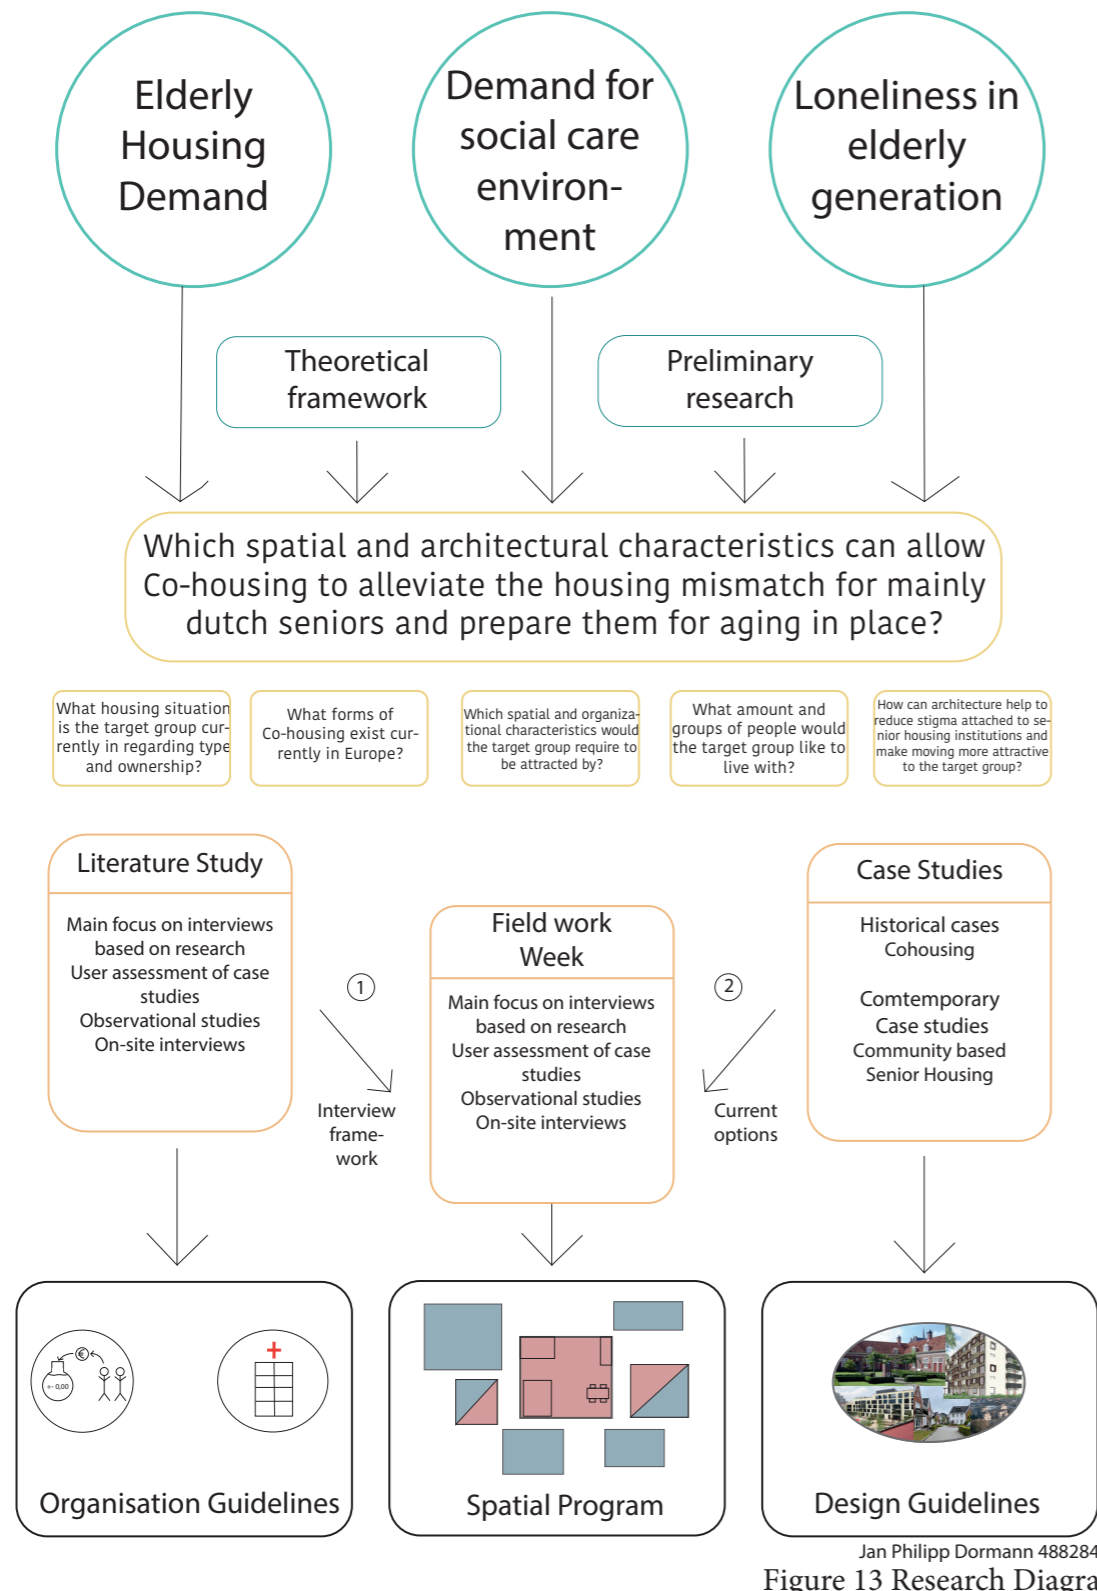 Elderly
Housing
Demand
Demand for
social care
environ-
ment
Loneliness in
elderly
generation
Theoretical
framework
Preliminary
research
Which spatial and architectural characteristics can allow
Co-housing to alleviate the housing mismatch for mainly
dutch seniors and prepare them for aging in place?
What housing situation
is the target group cur-
rently in regarding type
and ownership?
What forms of
Co-housing exist cur-
rently in Europe?
Which spatial and organiza-
tional characteristics would
the target group require to
be attracted by?
What amount and
groups of people would
the target group like to
live with?
How can architecture help to
reduce stigma attached to se-
nior housing institutions and
make moving more attractive
to the target group?
Literature Study
Main focus on interviews
based on research
User assessment of case
studies
Observational studies
On-site interviews
1
Interview
frame-
work
Field work
Week
Main focus on interviews
based on research
User assessment of case
studies
Observational studies
On-site interviews
2
Current
options
Case Studies
Historical cases
Cohousing
Comtemporary
Case studies
Community based
Senior Housing
€
+- 0,00
Organisation Guidelines
Spatial Program
Design Guidelines
Jan Philipp Dormann 488284
Figure 13 Research Diagra